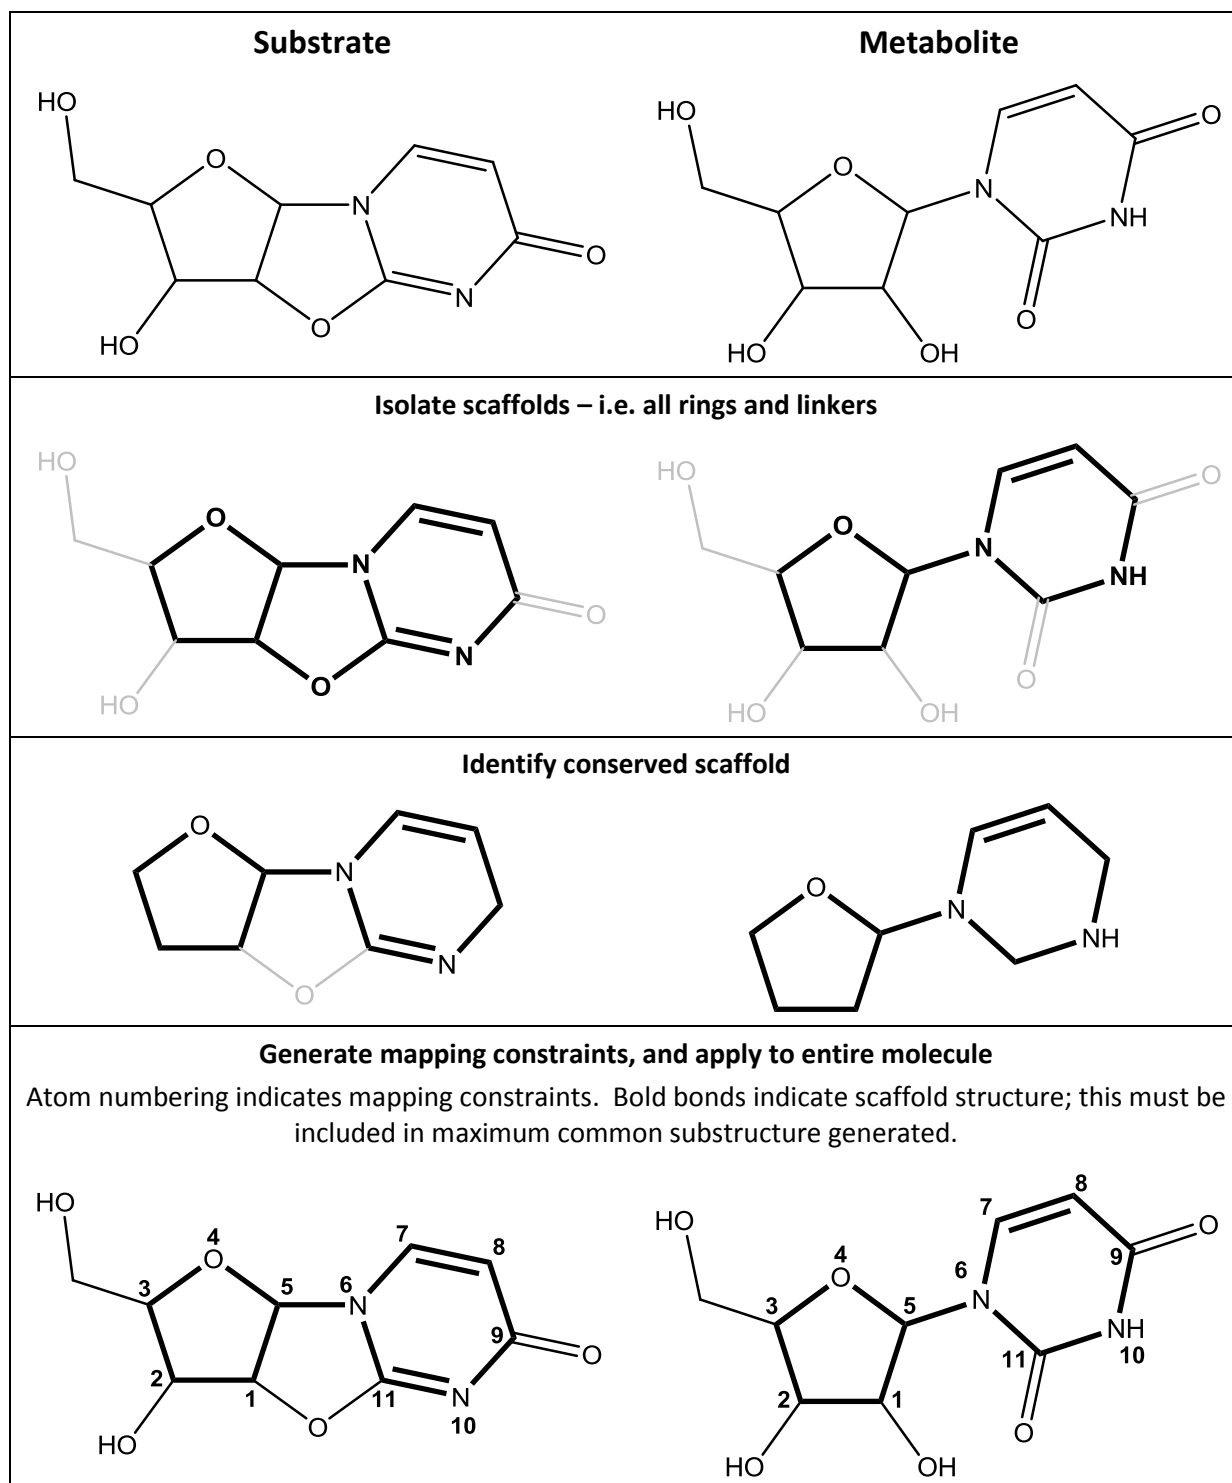 Substrate Metabolite
HO
O
N
O
N
O
HO
HO
O
N
O
NH
O
HO
OH
Isolate scaffolds – i.e. all rings and linkers
HO
O
N
O
N
O
HO
HO
O
N
O
NH
O
HO
OH
Identify conserved scaffold
O
N
N
O
O
N
NH
Generate mapping constraints, and apply to entire molecule
Atom numbering indicates mapping constraints. Bold bonds indicate scaffold structure; this must be
included in maximum common substructure generated.
HO
4
O
7
8
3
5
6
N
9
O
2
1
11
N
10
O
HO
HO
4
O
7
8
O
9
6
N
3
5
NH
10
11
2
1
O
HO
OH